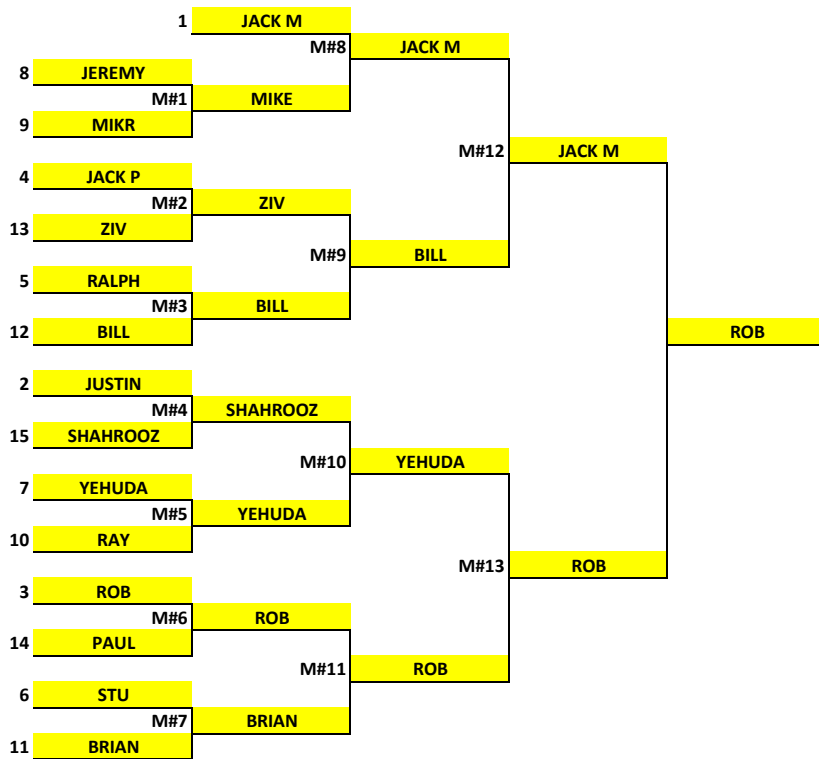 1 JACK M
M#8 JACK M
8 JEREMY
M#1 MIKE
9 MIKR
M#12 JACK M
4 JACK P
M#2 ZIV
13 ZIV
M#9 BILL
5 RALPH
M#3 BILL
12 BILL
ROB
2 JUSTIN
M#4 SHAHROOZ
15 SHAHROOZ
M#10 YEHUDA
7 YEHUDA
M#5 YEHUDA
10 RAY
M#13 ROB
3 ROB
M#6 ROB
14 PAUL
M#11 ROB
6 STU
M#7 BRIAN
11 BRIAN